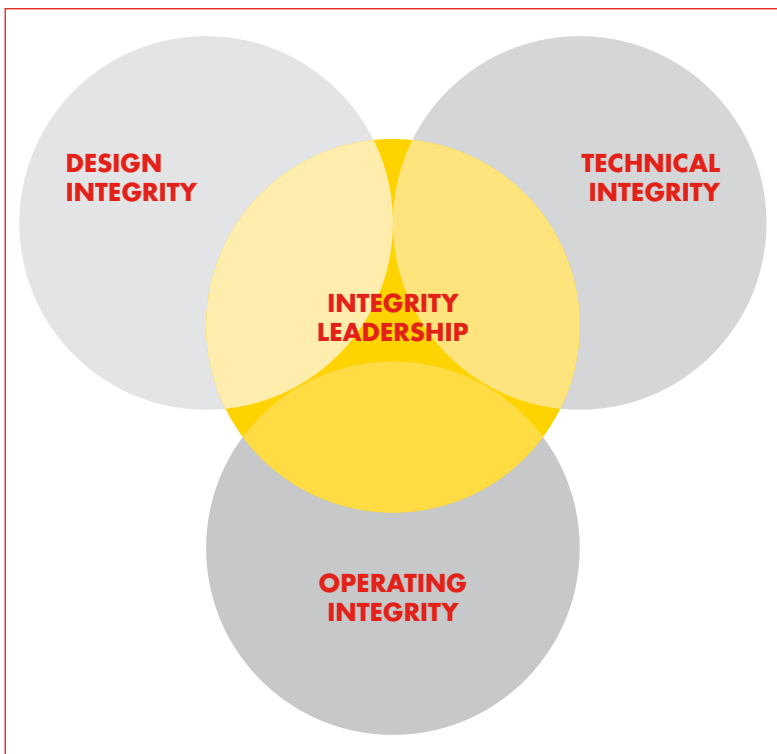 DESIGN
INTEGRITY
TECHNICAL
INTEGRITY
INTEGRITY
LEADERSHIP
OPERATING
INTEGRITY